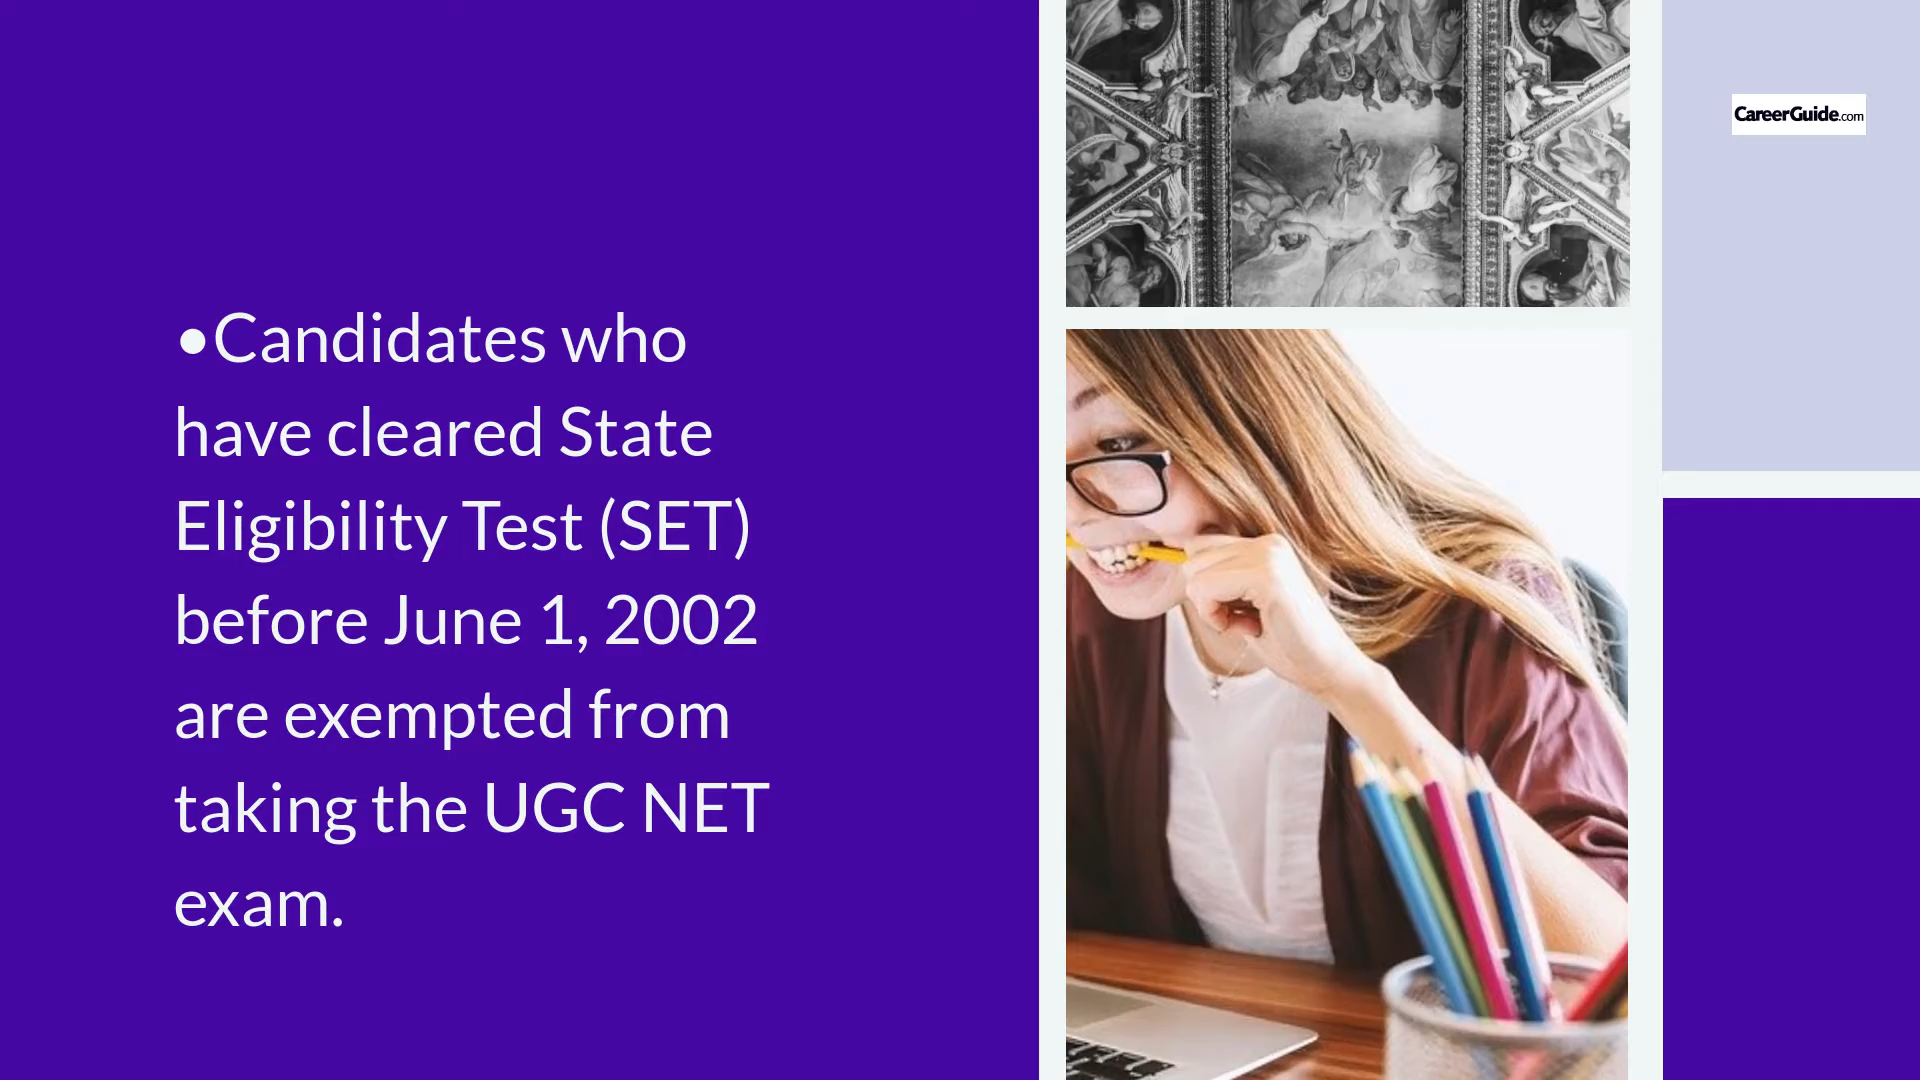 •Candidates who
have cleared State
Eligibility Test (SET)
before June 1, 2002
are exempted from
taking the UGC NET
exam.
CareerGuide.com